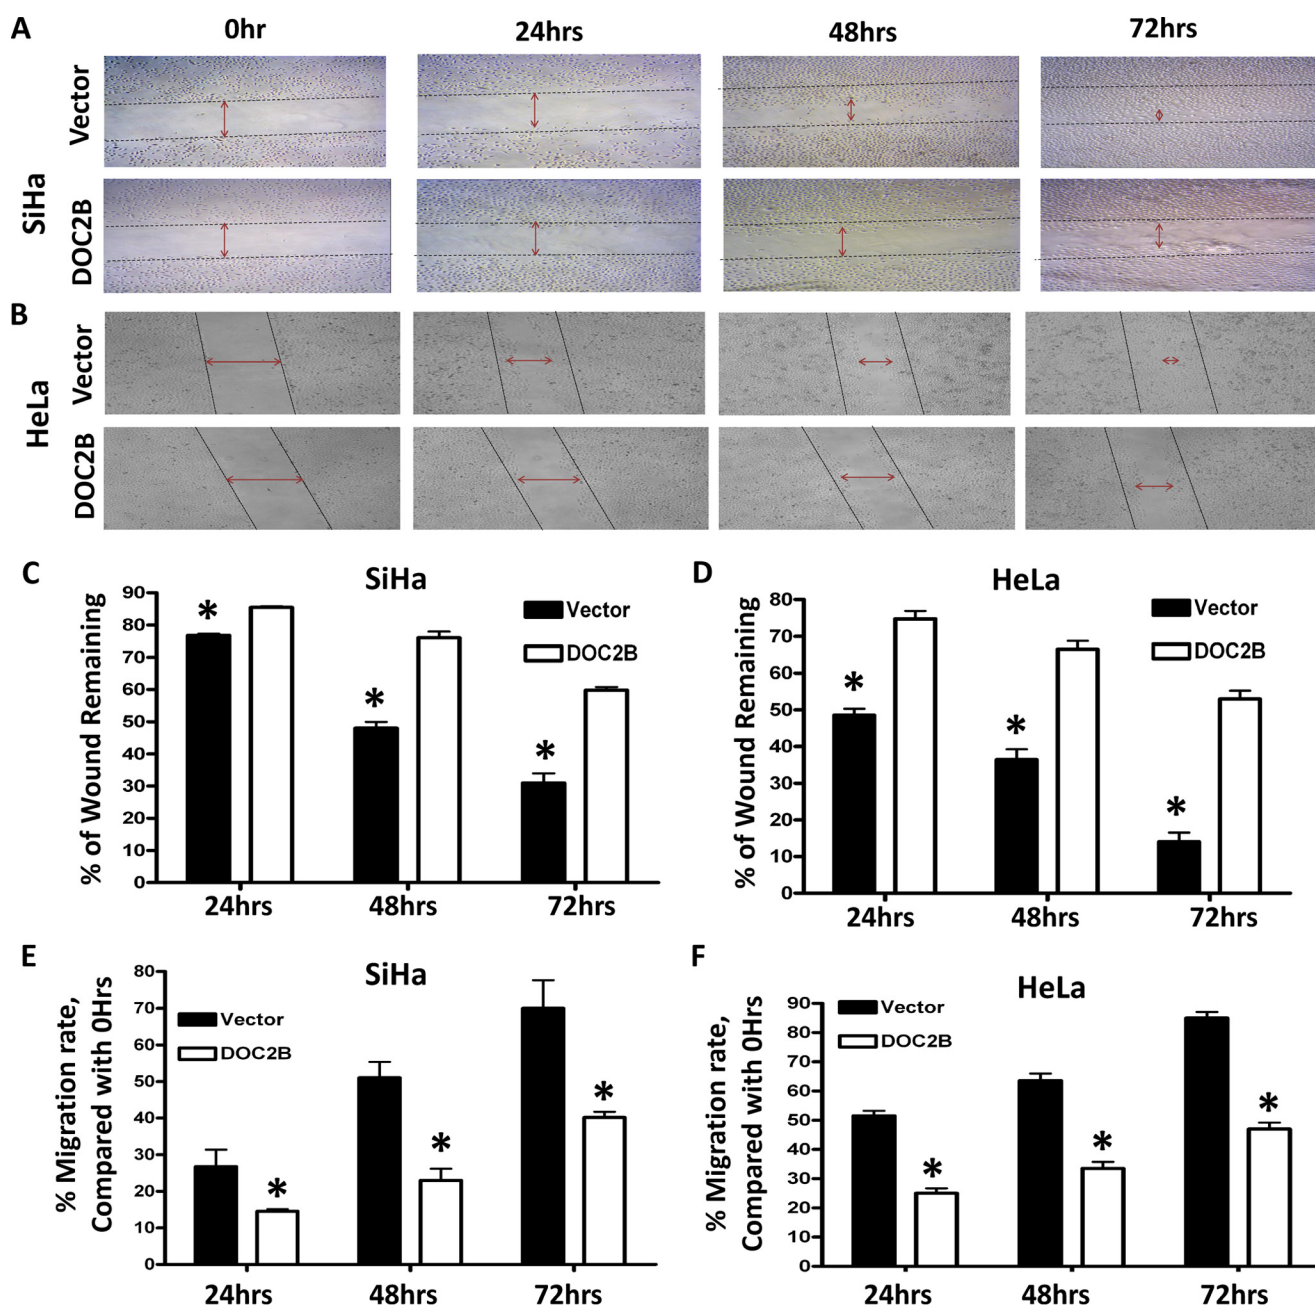 A
0hr 24hrs 48hrs 72hrs
SiHa
Vector
DOC2B
B
HeLa
Vector
DOC2B
C
SiHa
% of Wound Remaining
90
80
70
60
50
40
30
20
10
0
* * *
Vector
DOC2B
24hrs 48hrs 72hrs
D
HeLa
% of Wound Remaining
80
70
60
50
40
30
20
10
0
* * *
Vector
DOC2B
24hrs 48hrs 72hrs
E
SiHa
% Migration rate,
Compared with 0Hrs
80
70
60
50
40
30
20
10
0
Vector
DOC2B
* * *
24hrs 48hrs 72hrs
F
HeLa
% Migration rate,
Compared with 0Hrs
90
80
70
60
50
40
30
20
10
0
Vector
DOC2B
* * *
24hrs 48hrs 72hrs